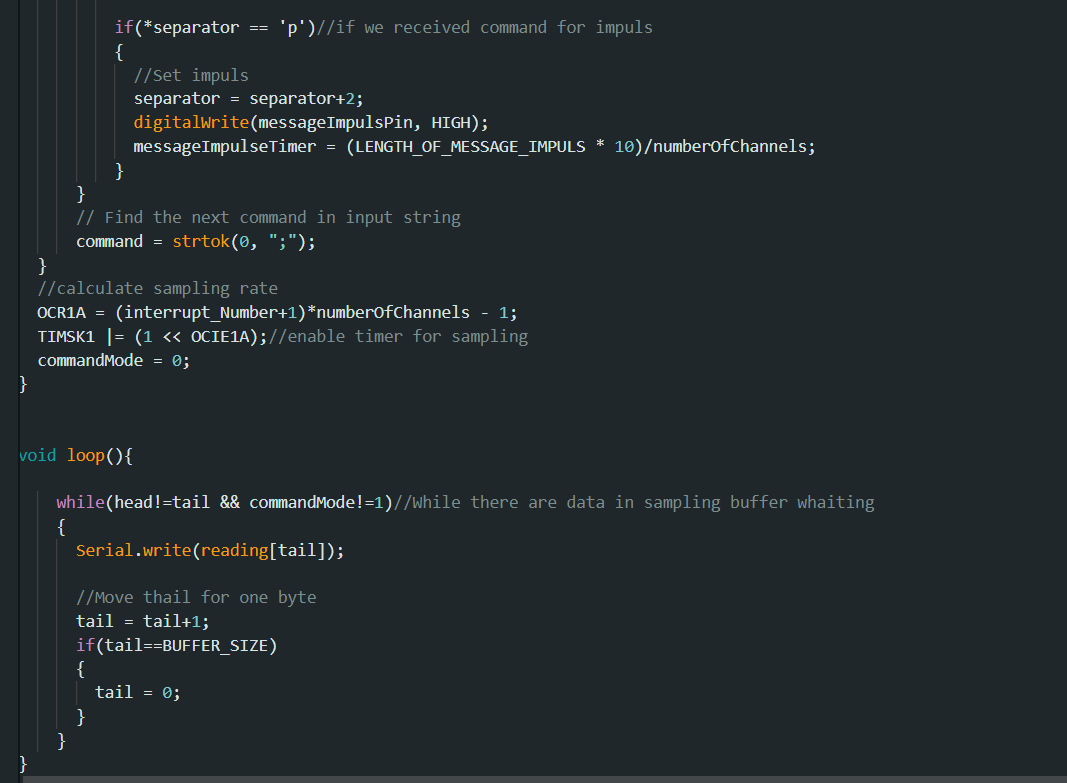 if(*separator == 'p')//if we received command for impuls
{
//Set impuls
separator = separator+2;
digitalWrite(messageImpulsPin, HIGH);
messageImpulseTimer = (LENGTH_OF_MESSAGE_IMPULS * 10)/numberOfChannels;
}
}
// Find the next command in input string
command = strtok(0, ";");
}
//calculate sampling rate
OCR1A = (interrupt_Number+1)*numberOfChannels - 1;
TIMSK1 |= (1 << OCIE1A);//enable timer for sampling
commandMode = 0;
}
void loop(){
while(head!=tail && commandMode!=1)//While there are data in sampling buffer whaiting
{
Serial.write(reading[tail]);
//Move thail for one byte
tail = tail+1;
if(tail==BUFFER_SIZE)
{
tail = 0;
}
}
}